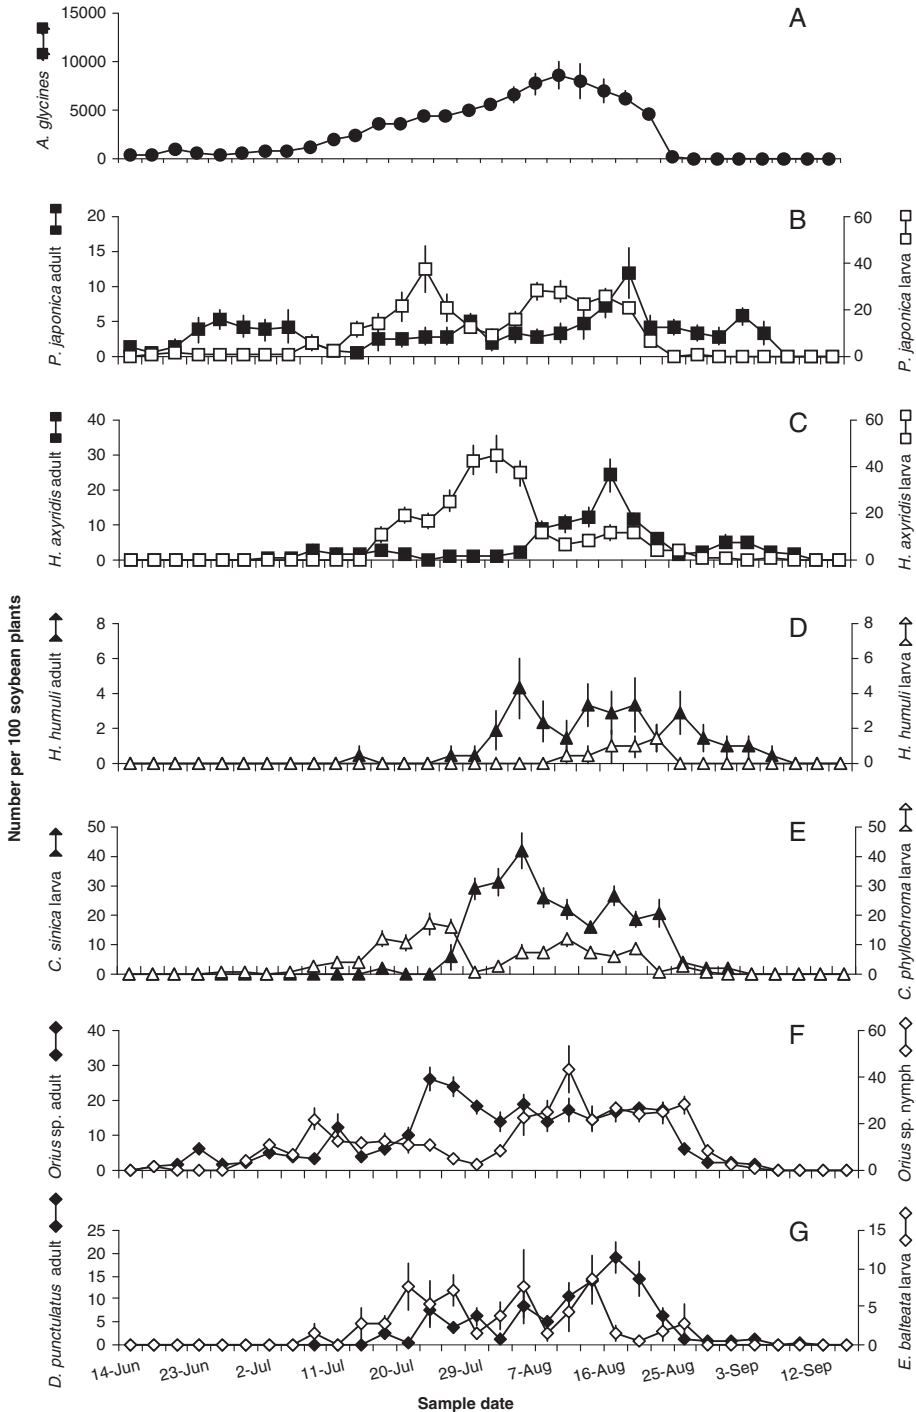 A
15000
10000
5000
0
A. glycines
B
20
15
10
5
0
60
40
20
0
P. japonica adult
P. japonica larva
C
40
30
20
10
0
60
40
20
0
H. axyridis adult
H. axyridis larva
D
8
6
4
2
0
8
6
4
2
0
H. humuli adult
H. humuli larva
Number per 100 soybean plants
E
50
40
30
20
10
0
50
40
30
20
10
0
C. sinica larva
C. phyllochroma larva
F
40
30
20
10
0
60
40
20
0
Orius sp. adult
Orius sp. nymph
G
25
20
15
10
5
0
15
10
5
0
D. punctulatus adult
E. balteata larva
14-Jun 23-Jun 2-Jul 11-Jul 20-Jul 29-Jul 7-Aug 16-Aug 25-Aug 3-Sep 12-Sep
Sample date